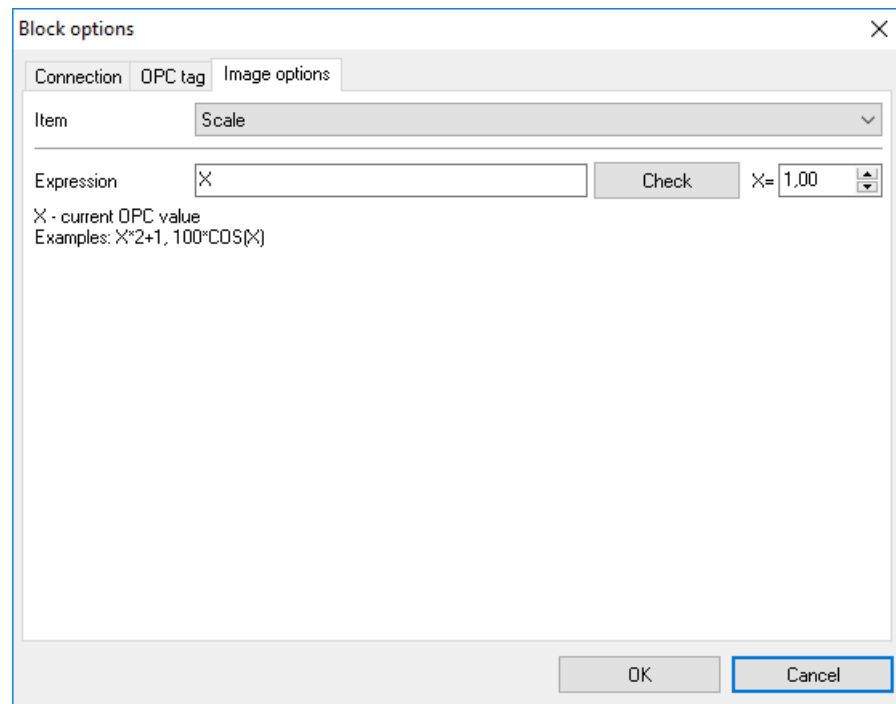 Block options
Connection OPC tag Image options
Item Scale
Expression X Check X= 1,00
X - current OPC value
Examples: X*2+1, 100*COS(X)
OK Cancel